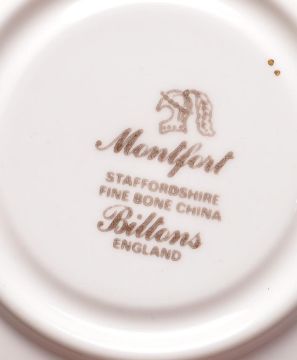 Montfort
STAFFORDSHIRE
FINE BONE CHINA
Biltons
ENGLAND